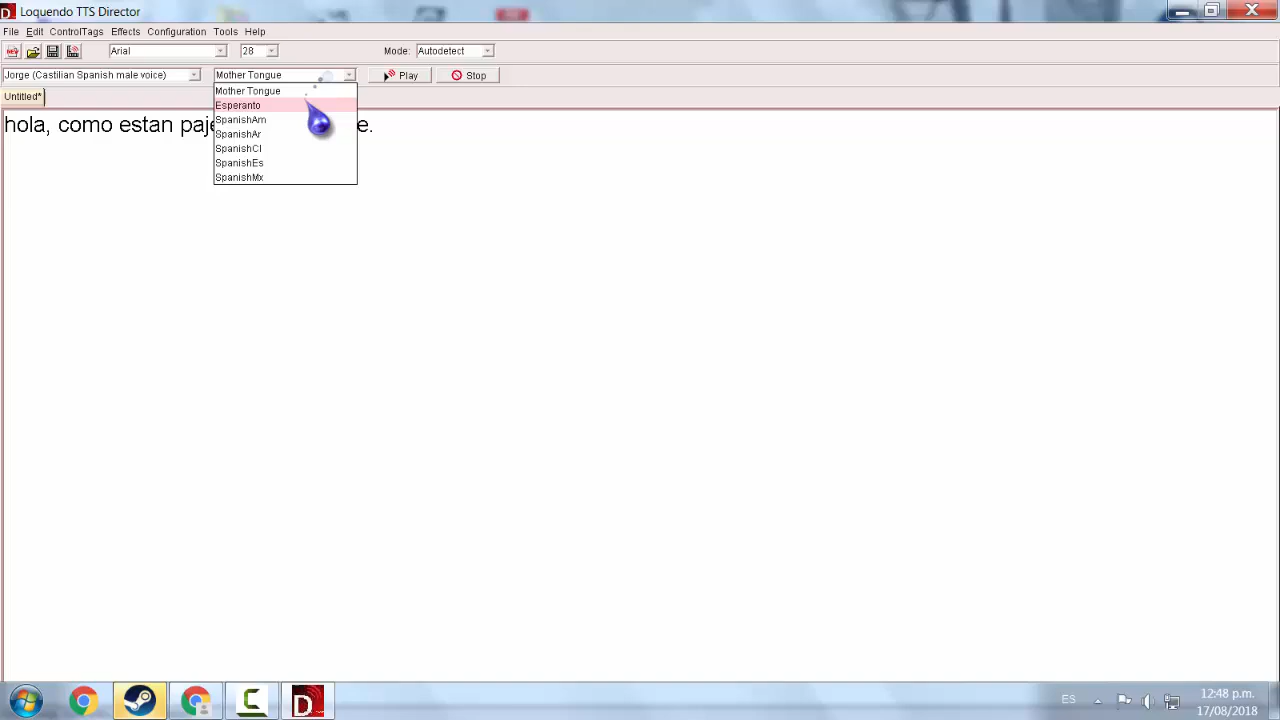 Loquendo TTS Director
File Edit ControlTags Effects Configuration Tools Help
Arial 28 Mode: Autodetect
Jorge (Castilian Spanish male voice) Mother Tongue Play Stop
Mother Tongue
Untitled*
Esperanto
hola, como estan
SpanishAm
SpanishAr
SpanishCl
SpanishEs
SpanishMx
ES
12:48 p.m.
17/08/2018